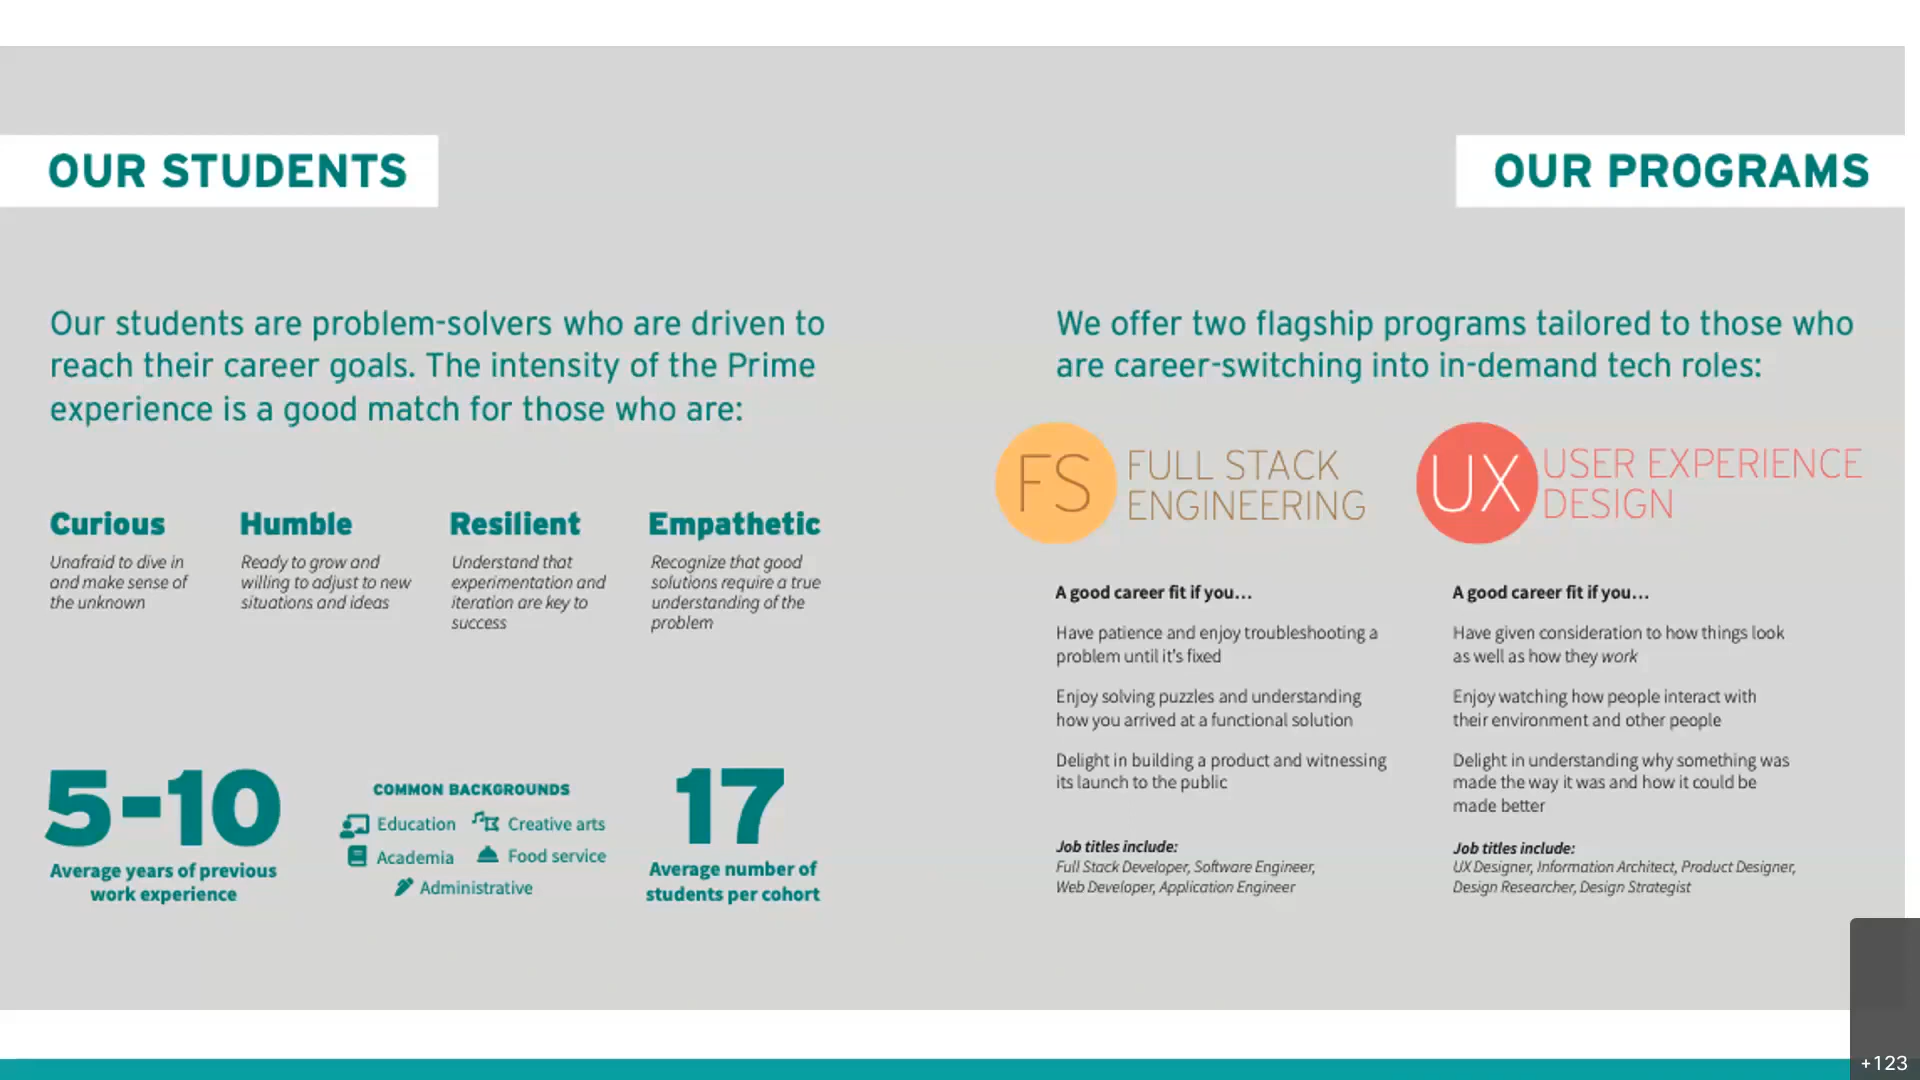 OUR STUDENTS
Our students are problem-solvers who are driven to
reach their career goals. The intensity of the Prime
experience is a good match for those who are:
Curious
Unafraid to dive in
and make sense of
the unknown
Humble
Ready to grow and
willing to adjust to new
situations and ideas
Resilient
Understand that
experimentation and
iteration are key to
success
Empathetic
Recognize that good
solutions require a true
understanding of the
problem
5-10
Average years of previous
work experience
COMMON BACKGROUNDS
Education
Creative arts
Academia
Food service
Administrative
17
Average number of
students per cohort
OUR PROGRAMS
We offer two flagship programs tailored to those who
are career-switching into in-demand tech roles:
FS
FULL STACK
ENGINEERING
A good career fit if you...
Have patience and enjoy troubleshooting a
problem until it's fixed
Enjoy solving puzzles and understanding
how you arrived at a functional solution
Delight in building a product and witnessing
its launch to the public
Job titles include:
Full Stack Developer, Software Engineer,
Web Developer, Application Engineer
UX
USER EXPERIENCE
DESIGN
A good career fit if you...
Have given consideration to how things look
as well as how they work
Enjoy watching how people interact with
their environment and other people
Delight in understanding why something was
made the way it was and how it could be
made better
Job titles include:
UX Designer, Information Architect, Product Designer,
Design Researcher, Design Strategist
+123